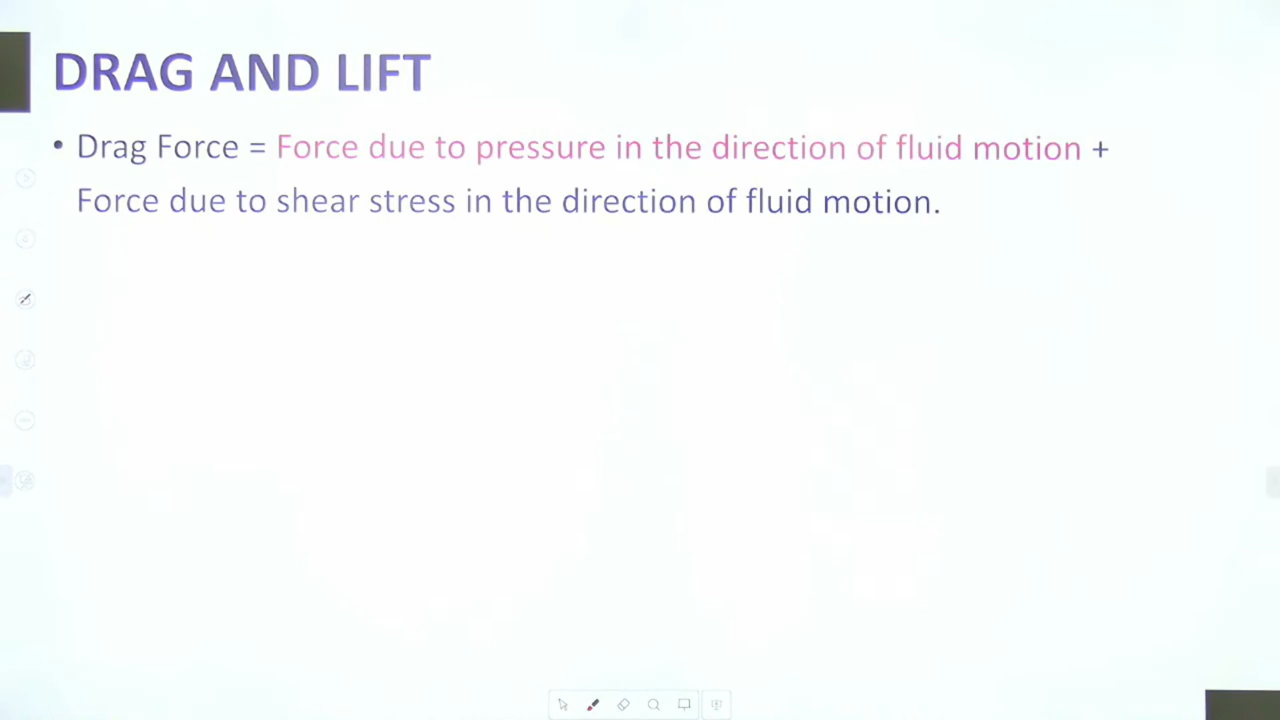 DRAG AND LIFT
• Drag Force = Force due to pressure in the direction of fluid motion +
Force due to shear stress in the direction of fluid motion.